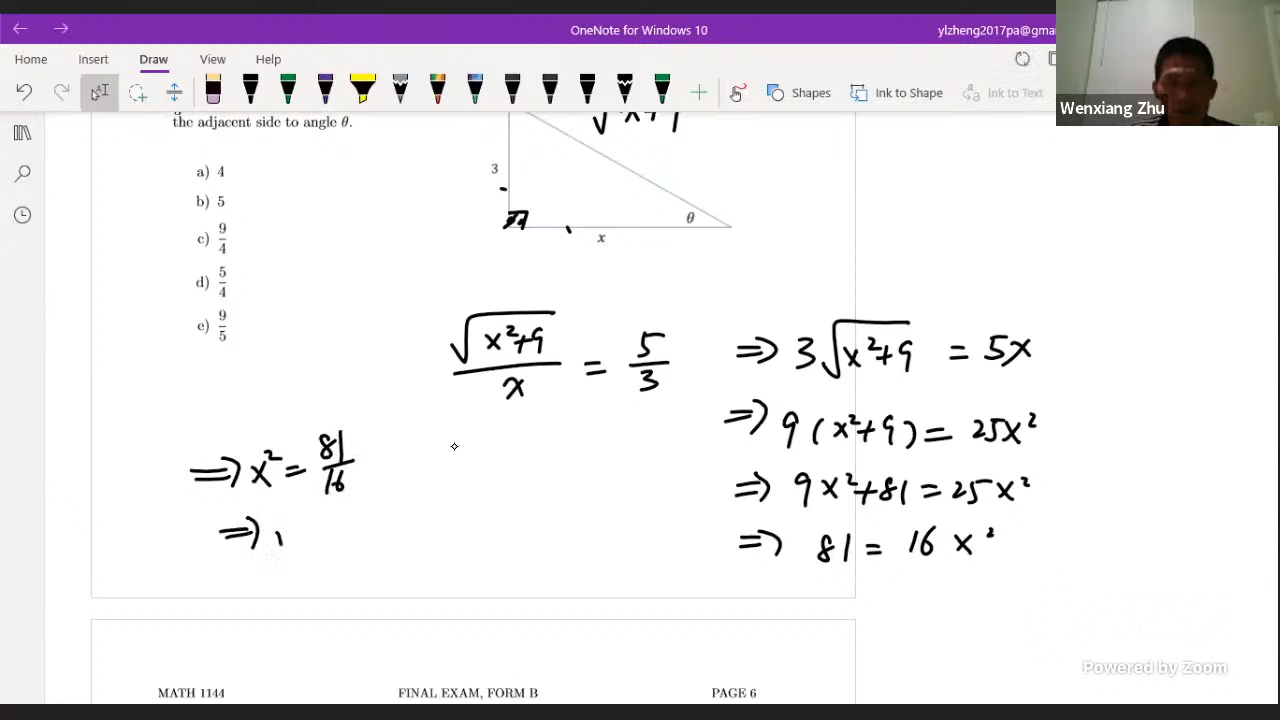 OneNote for Windows 10
ylzheng2017pa@gma
Home Insert Draw View Help
Shapes Ink to Shape Ink to Text
Wenxiang Zhu
the adjacent side to angle θ.
a) 4
b) 5
c) 9/4
d) 5/4
e) 9/5
3
θ
x
√(x²+9)/x = 5/3
⇒ 3√(x²+9) = 5x
⇒ 9(x²+9) = 25x²
⇒ 9x²+81 = 25x²
⇒ 81 = 16x²
⇒ x² = 81/16
⇒
MATH 1144 FINAL EXAM, FORM B PAGE 6
Powered by Zoom